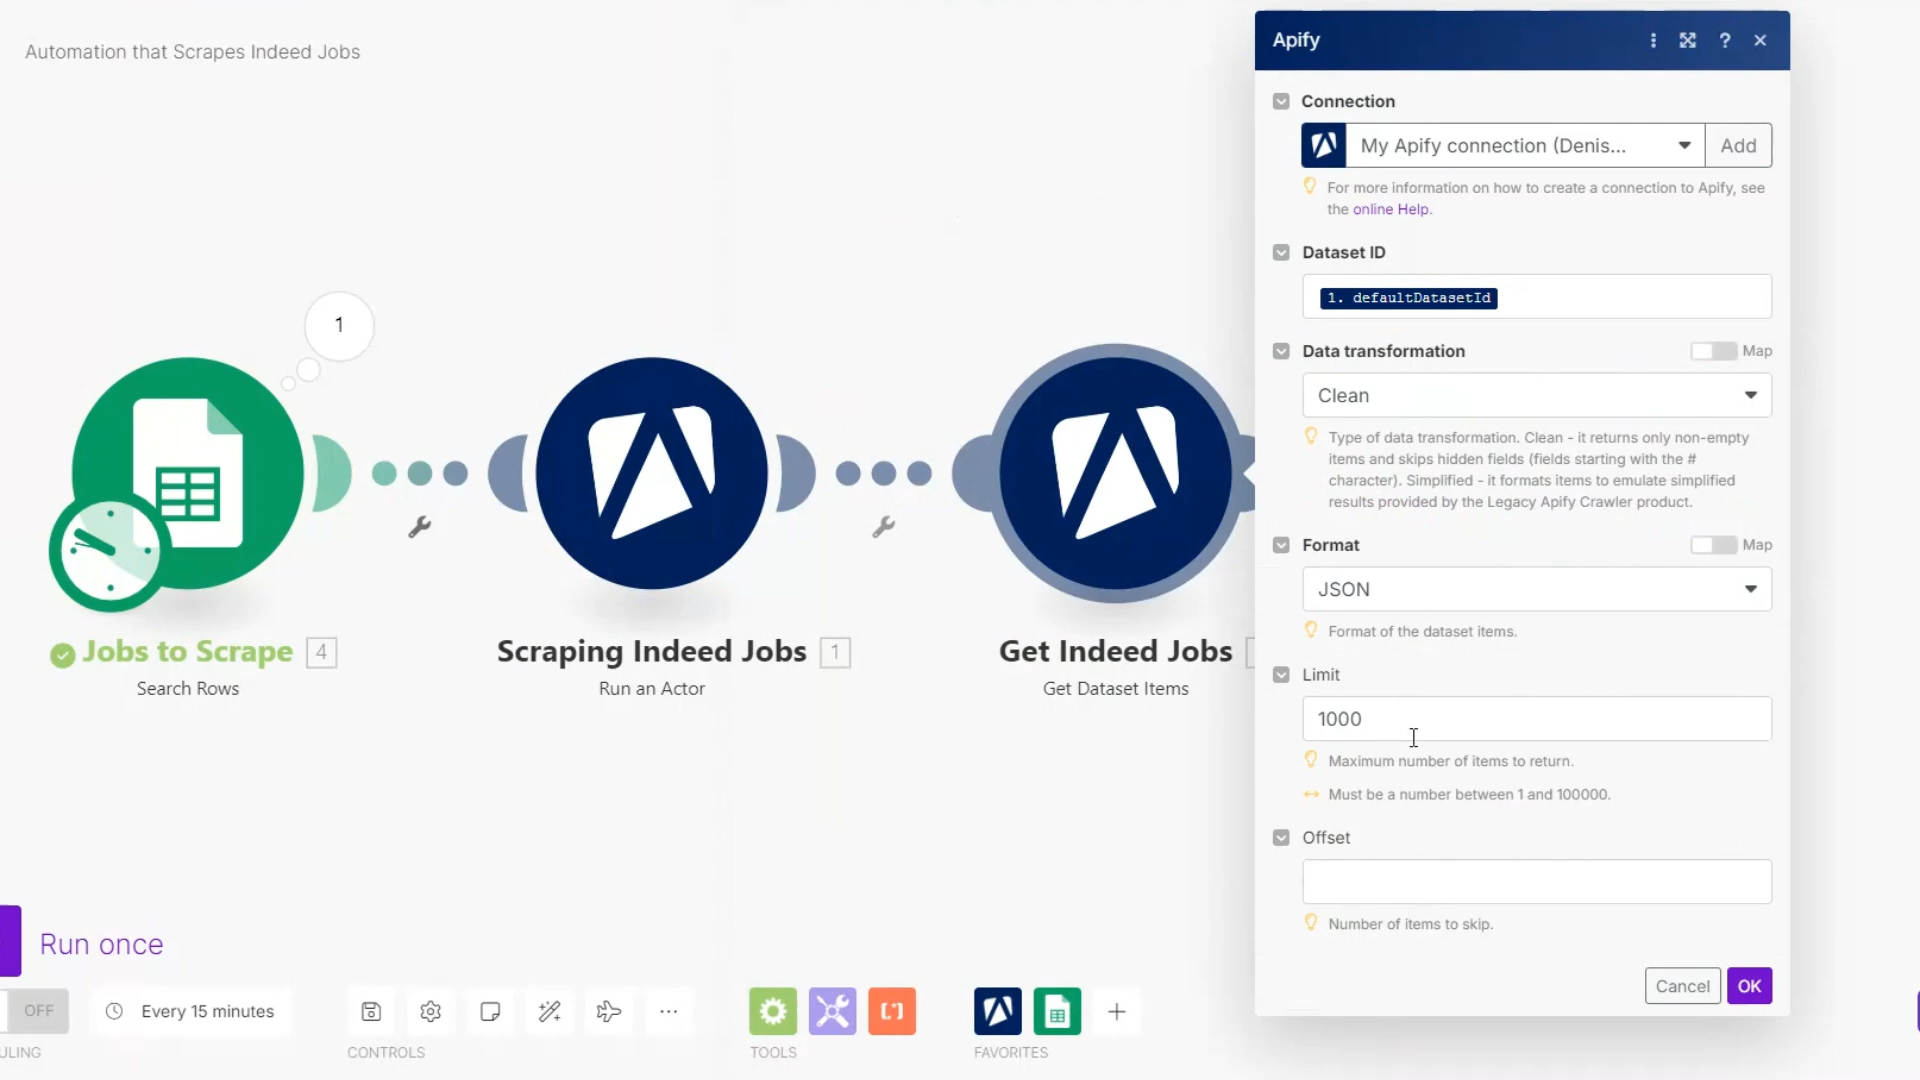 Automation that Scrapes Indeed Jobs
1
Jobs to Scrape 4
Search Rows
Scraping Indeed Jobs 1
Run an Actor
Get Indeed Jobs
Get Dataset Items
Run once
OFF
Every 15 minutes
ULING
CONTROLS
TOOLS
FAVORITES
Apify
Connection
My Apify connection (Denis...
Add
For more information on how to create a connection to Apify, see
the online Help.
Dataset ID
1. defaultDatasetId
Data transformation
Map
Clean
Type of data transformation. Clean - it returns only non-empty
items and skips hidden fields (fields starting with the #
character). Simplified - it formats items to emulate simplified
results provided by the Legacy Apify Crawler product.
Format
Map
JSON
Format of the dataset items.
Limit
1000
Maximum number of items to return.
Must be a number between 1 and 100000.
Offset
Number of items to skip.
Cancel
OK